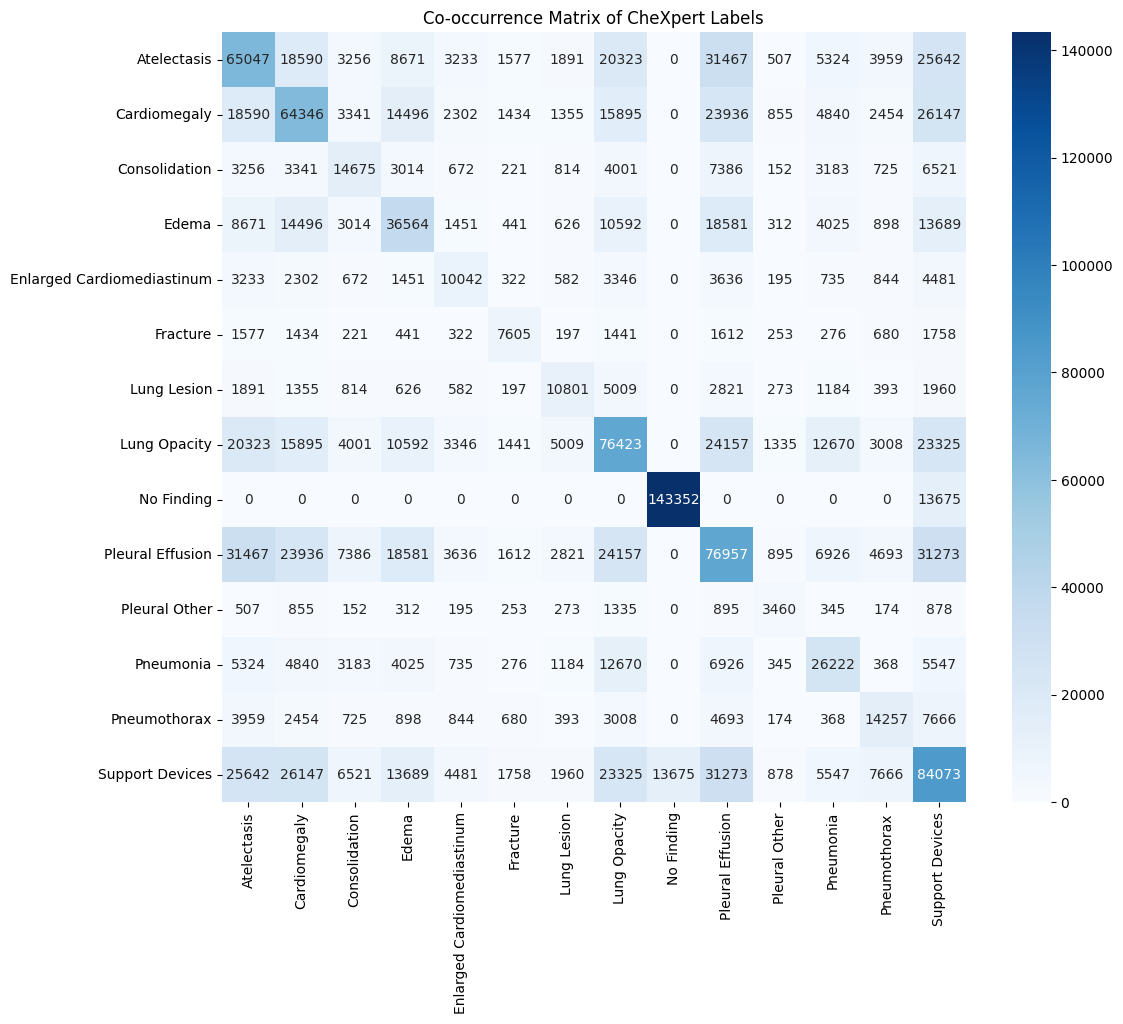 Co-occurrence Matrix of CheXpert Labels
Atelectasis 65047 18590 3256 8671 3233 1577 1891 20323 0 31467 507 5324 3959 25642
Cardiomegaly 18590 64346 3341 14496 2302 1434 1355 15895 0 23936 855 4840 2454 26147
Consolidation 3256 3341 14675 3014 672 221 814 4001 0 7386 152 3183 725 6521
Edema 8671 14496 3014 36564 1451 441 626 10592 0 18581 312 4025 898 13689
Enlarged Cardiomediastinum 3233 2302 672 1451 10042 322 582 3346 0 3636 195 735 844 4481
Fracture 1577 1434 221 441 322 7605 197 1441 0 1612 253 276 680 1758
Lung Lesion 1891 1355 814 626 582 197 10801 5009 0 2821 273 1184 393 1960
Lung Opacity 20323 15895 4001 10592 3346 1441 5009 76423 0 24157 1335 12670 3008 23325
No Finding 0 0 0 0 0 0 0 0 143352 0 0 0 0 13675
Pleural Effusion 31467 23936 7386 18581 3636 1612 2821 24157 0 76957 895 6926 4693 31273
Pleural Other 507 855 152 312 195 253 273 1335 0 895 3460 345 174 878
Pneumonia 5324 4840 3183 4025 735 276 1184 12670 0 6926 345 26222 368 5547
Pneumothorax 3959 2454 725 898 844 680 393 3008 0 4693 174 368 14257 7666
Support Devices 25642 26147 6521 13689 4481 1758 1960 23325 13675 31273 878 5547 7666 84073
Atelectasis
Cardiomegaly
Consolidation
Edema
Enlarged Cardiomediastinum
Fracture
Lung Lesion
Lung Opacity
No Finding
Pleural Effusion
Pleural Other
Pneumonia
Pneumothorax
Support Devices
140000
120000
100000
80000
60000
40000
20000
0